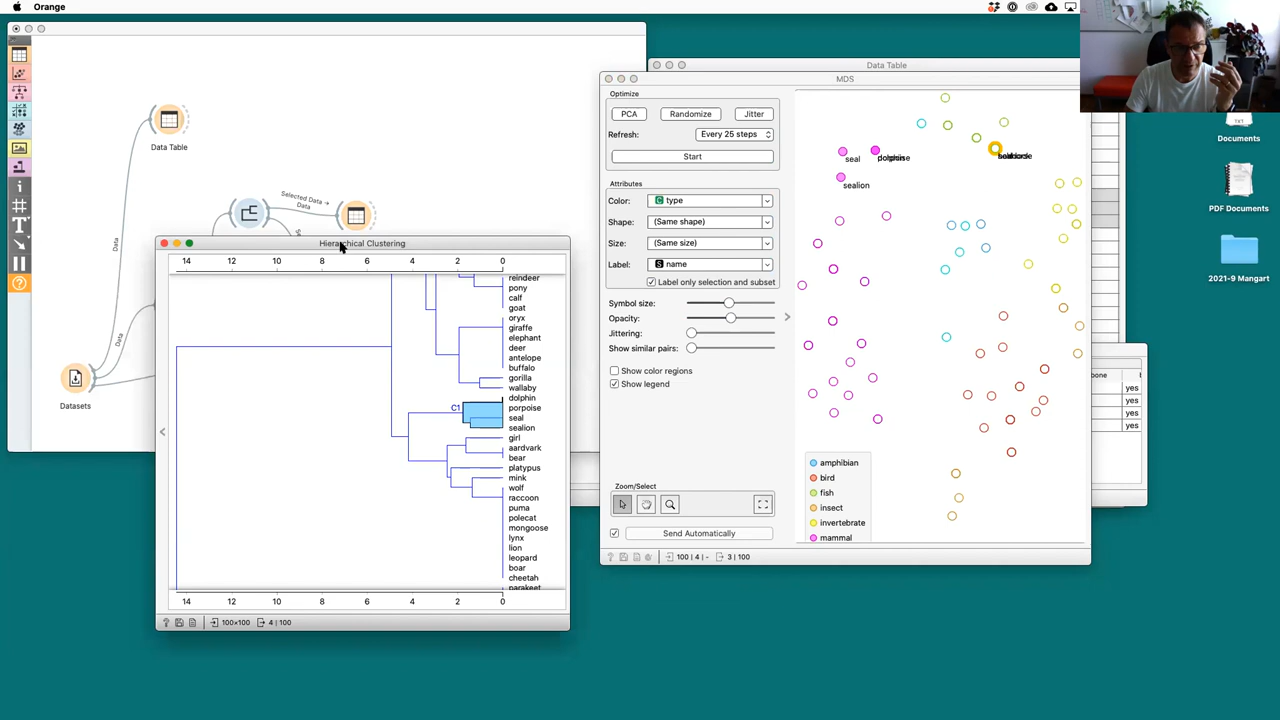 Orange
Data Table
Selected Data →
Data
Data
Data
Datasets
Hierarchical Clustering
14 12 10 8 6 4 2 0
reindeer
pony
calf
goat
oryx
giraffe
elephant
deer
antelope
buffalo
gorilla
wallaby
dolphin
C1 porpoise
seal
sealion
girl
aardvark
bear
platypus
mink
wolf
raccoon
puma
polecat
mongoose
lynx
lion
leopard
boar
cheetah
parakeet
14 12 10 8 6 4 2 0
100×100 4 | 100
Data Table
MDS
Optimize
PCA Randomize Jitter
Refresh: Every 25 steps
Start
Attributes
Color: C type
Shape: (Same shape)
Size: (Same size)
Label: S name
Label only selection and subset
Symbol size:
Opacity:
Jittering:
Show similar pairs:
Show color regions
Show legend
Zoom/Select
Send Automatically
100 | 4 | - 3 | 100
seal
sealion
amphibian
bird
fish
insect
invertebrate
mammal
yes
yes
yes
yes
TXT
Documents
PDF Documents
2021-9 Mangart